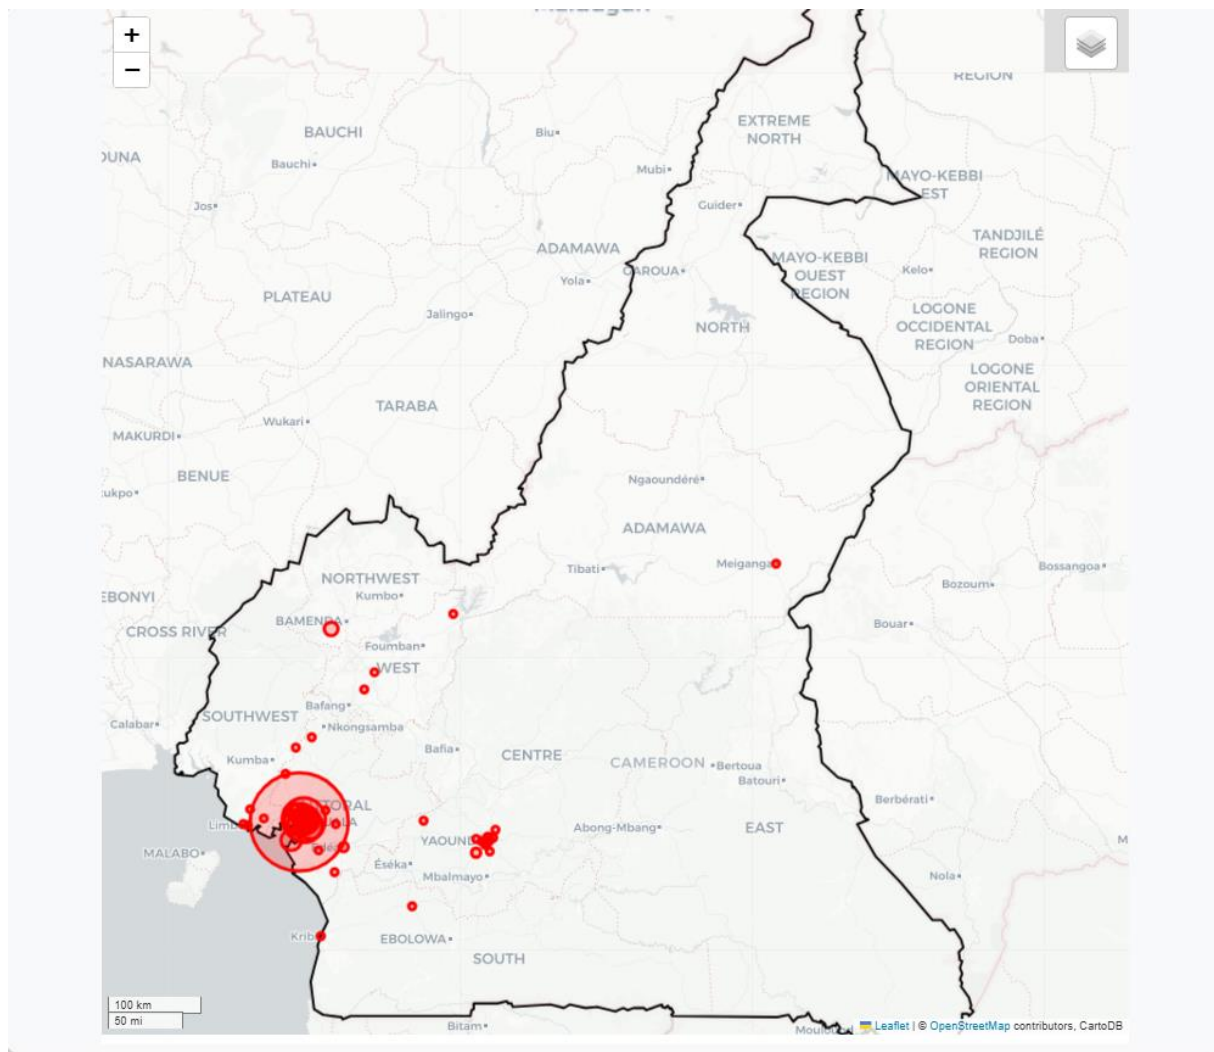 +
−
REGION
EXTREME
NORTH
BAUCHI
Biu
Bauchi
Mubi
MAYO-KEBBI
EST
Guider
Jos
TANDJILÉ
REGION
ADAMAWA
MAYO-KEBBI
OUEST
REGION
GAROUA
Kelo
Yola
PLATEAU
Jalingo
NORTH
LOGONE
OCCIDENTAL
REGION
Doba
NASARAWA
LOGONE
ORIENTAL
REGION
TARABA
Wukari
MAKURDI
BENUE
Ngaoundéré
ukpo
ADAMAWA
Meiganga
Tibati
Bossangoa
NORTHWEST
Bozoum
Kumbo
EBONYI
BAMENDA
CROSS RIVER
Bouar
Foumban
WEST
Bafang
SOUTHWEST
Calabar
Nkongsamba
Bafia
CENTRE
Kumba
CAMEROON
Bertoua
Batouri
Berbérati
Abong-Mbang
EAST
YAOUND
MALABO
Éséka
Mbalmayo
Nola
Krib
EBOLOWA
SOUTH
100 km
50 mi
Bitam
Leaflet | © OpenStreetMap contributors, CartoDB